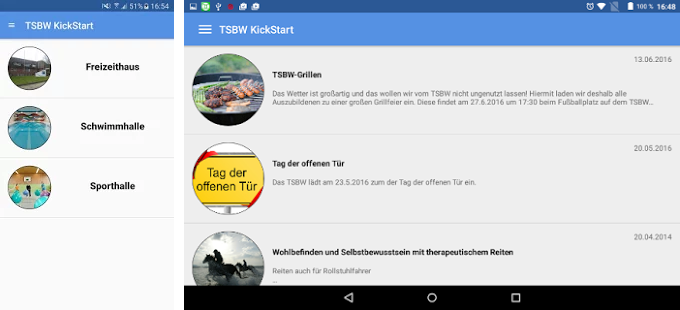 51% 16:54
TSBW KickStart
Freizeithaus
Schwimmhalle
Sporthalle
100 % 16:48
TSBW KickStart
13.06.2016
TSBW-Grillen
Das Wetter ist großartig und das wollen wir vom TSBW nicht ungenutzt lassen! Hiermit laden wir deshalb alle
Auszubildenen zu einer großen Grillfeier ein. Diese findet am 27.6.2016 um 17:30 beim Fußballplatz auf dem TSBW...
20.05.2016
Tag der offenen Tür
Tag der
offenen Tür
Das TSBW lädt am 23.5.2016 zum der Tag der offenen Tür ein.
20.04.2014
Wohlbefinden und Selbstbewusstsein mit therapeutischem Reiten
Reiten auch für Rollstuhlfahrer
...